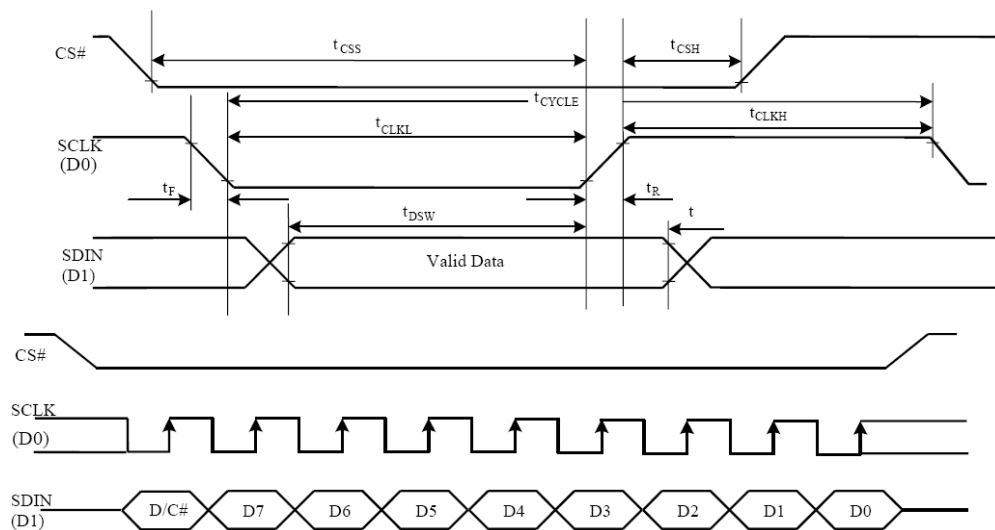 CS#
tCSS
tCSH
tCYCLE
tCLKL
tCLKH
SCLK
(D0)
tF
tR
tDSW
t
SDIN
(D1)
Valid Data
CS#
SCLK
(D0)
SDIN
(D1)
D/C# D7 D6 D5 D4 D3 D2 D1 D0